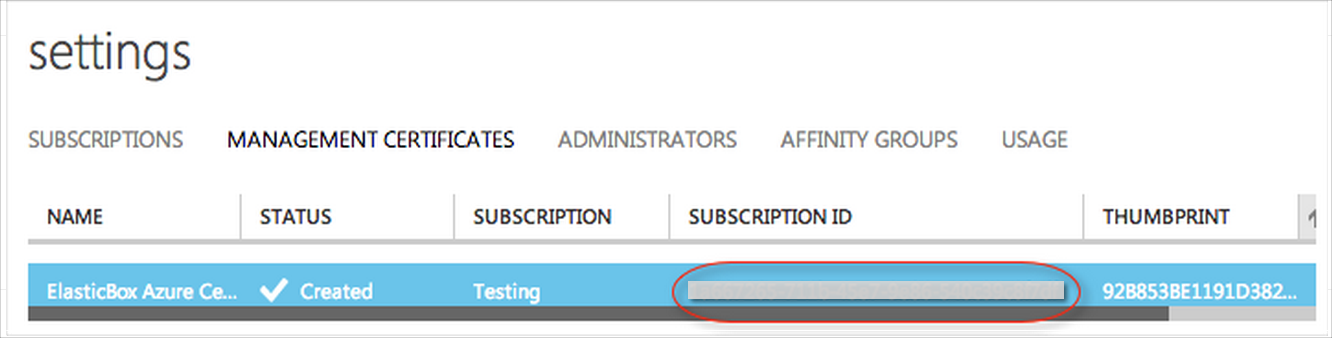 settings
SUBSCRIPTIONS MANAGEMENT CERTIFICATES ADMINISTRATORS AFFINITY GROUPS USAGE
NAME STATUS SUBSCRIPTION SUBSCRIPTION ID THUMBPRINT
ElasticBox Azure Ce... Created Testing 92B853BE1191D382...